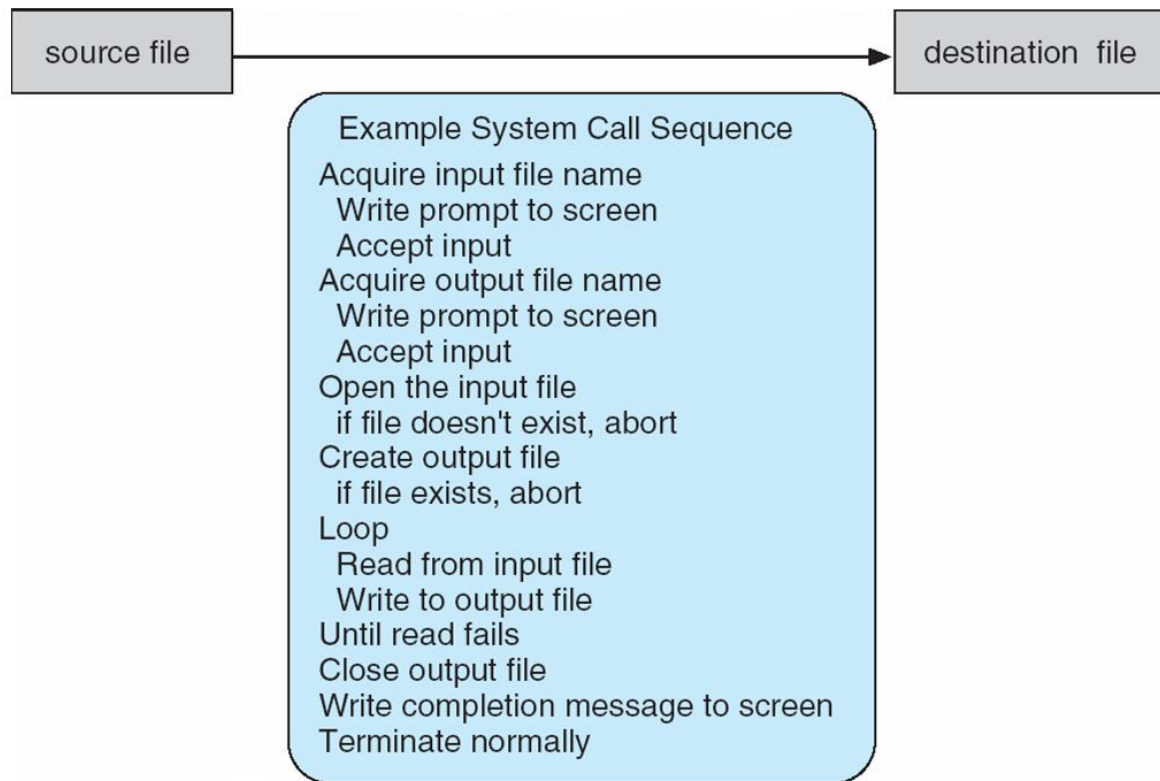 source file
destination file
Example System Call Sequence
Acquire input file name
Write prompt to screen
Accept input
Acquire output file name
Write prompt to screen
Accept input
Open the input file
if file doesn't exist, abort
Create output file
if file exists, abort
Loop
Read from input file
Write to output file
Until read fails
Close output file
Write completion message to screen
Terminate normally